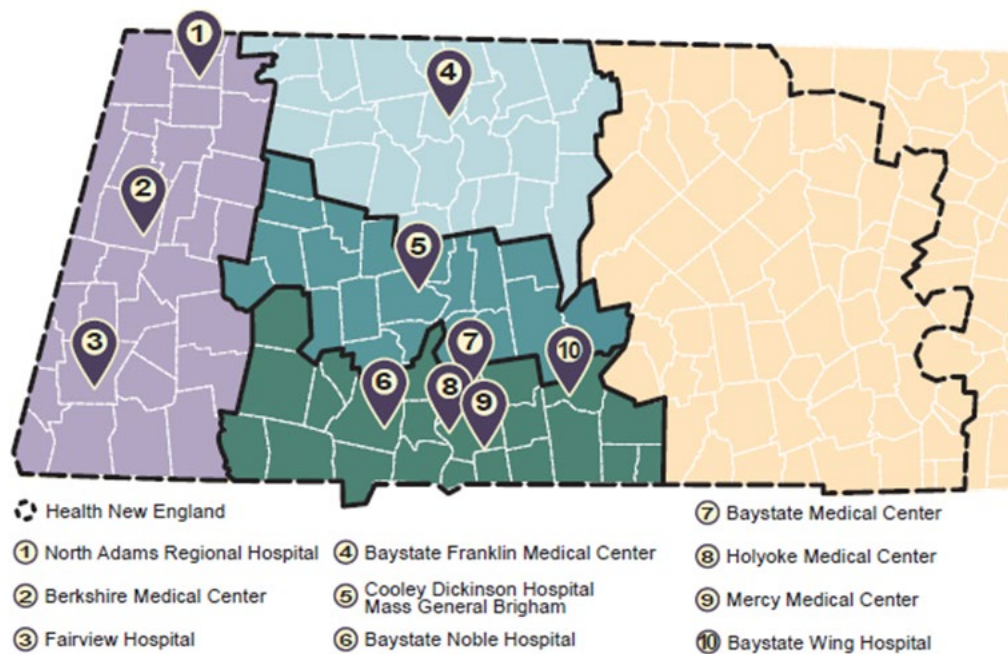 1
4
2
5
3
7
10
6
8
9
Health New England
1 North Adams Regional Hospital
2 Berkshire Medical Center
3 Fairview Hospital
4 Baystate Franklin Medical Center
5 Cooley Dickinson Hospital
Mass General Brigham
6 Baystate Noble Hospital
7 Baystate Medical Center
8 Holyoke Medical Center
9 Mercy Medical Center
10 Baystate Wing Hospital